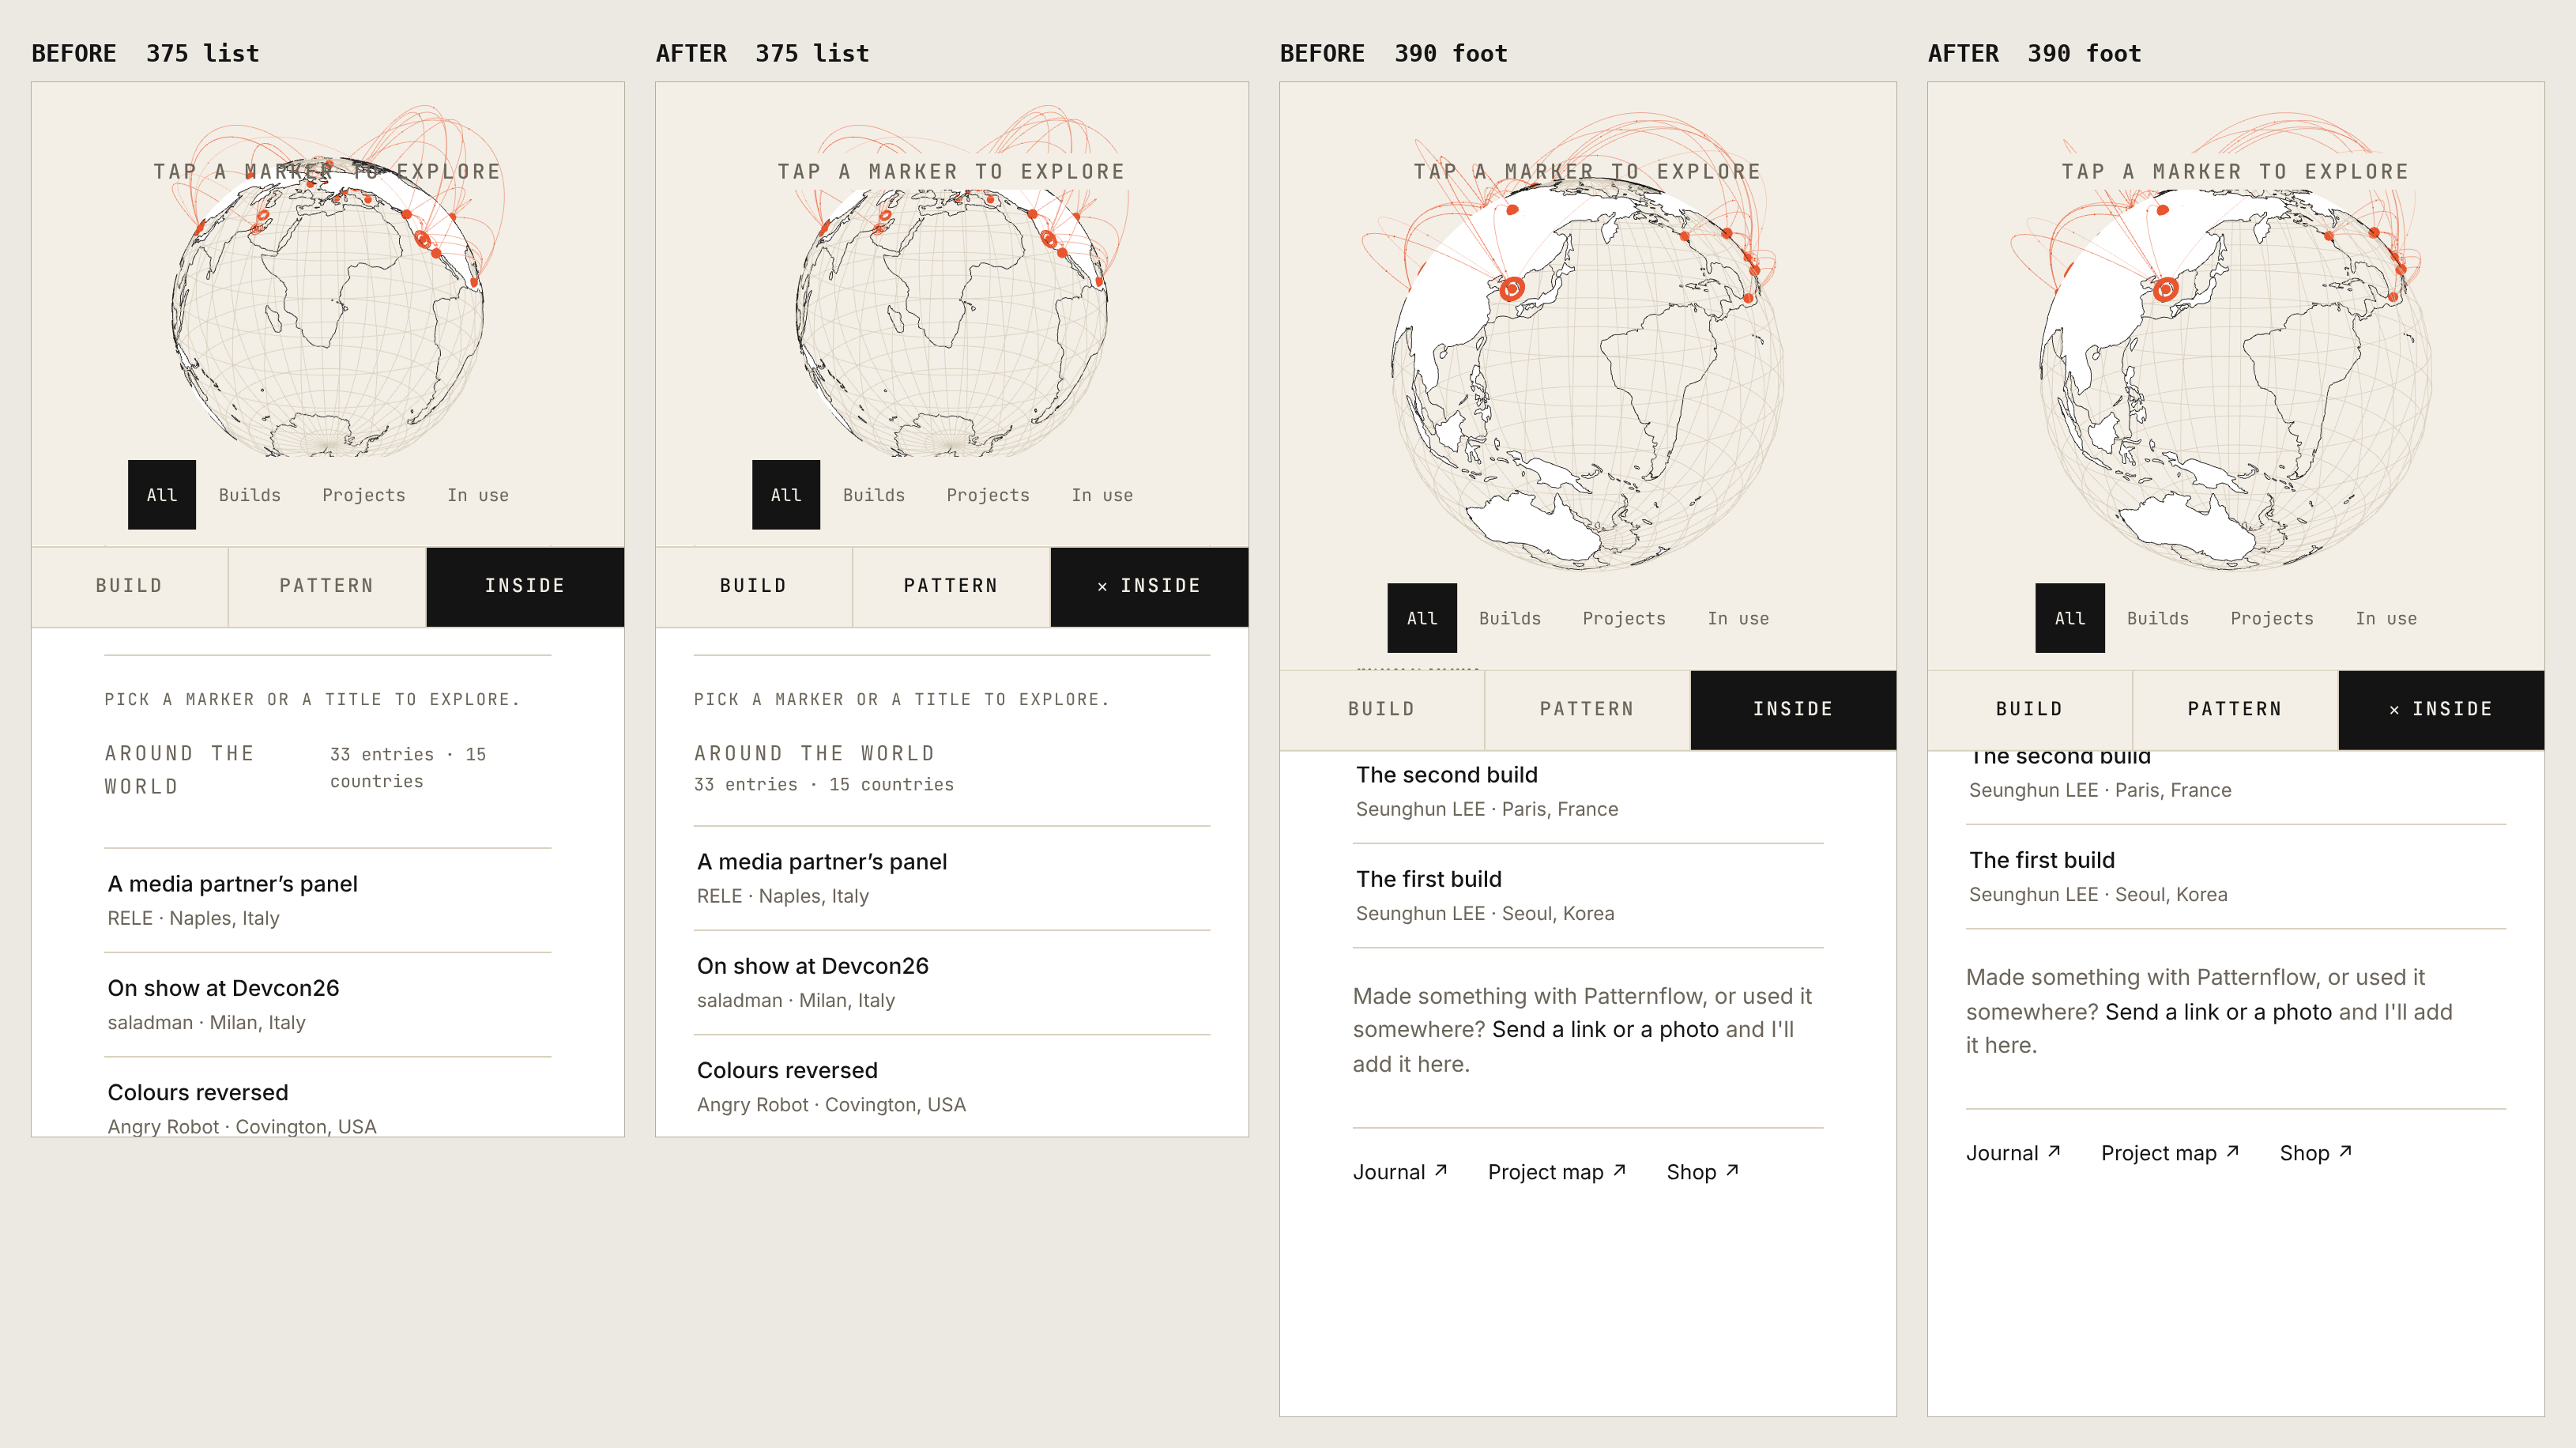 BEFORE 375 list
TAP A MARKER TO EXPLORE
All Builds Projects In use
BUILD PATTERN INSIDE
PICK A MARKER OR A TITLE TO EXPLORE.
AROUND THE
WORLD
33 entries · 15
countries
A media partner’s panel
RELE · Naples, Italy
On show at Devcon26
saladman · Milan, Italy
Colours reversed
Angry Robot · Covington, USA
AFTER 375 list
TAP A MARKER TO EXPLORE
All Builds Projects In use
BUILD PATTERN × INSIDE
PICK A MARKER OR A TITLE TO EXPLORE.
AROUND THE WORLD
33 entries · 15 countries
A media partner’s panel
RELE · Naples, Italy
On show at Devcon26
saladman · Milan, Italy
Colours reversed
Angry Robot · Covington, USA
BEFORE 390 foot
TAP A MARKER TO EXPLORE
All Builds Projects In use
BUILD PATTERN INSIDE
The second build
Seunghun LEE · Paris, France
The first build
Seunghun LEE · Seoul, Korea
Made something with Patternflow, or used it
somewhere? Send a link or a photo and I'll
add it here.
Journal ↗ Project map ↗ Shop ↗
AFTER 390 foot
TAP A MARKER TO EXPLORE
All Builds Projects In use
BUILD PATTERN × INSIDE
The second build
Seunghun LEE · Paris, France
The first build
Seunghun LEE · Seoul, Korea
Made something with Patternflow, or used it
somewhere? Send a link or a photo and I'll add
it here.
Journal ↗ Project map ↗ Shop ↗